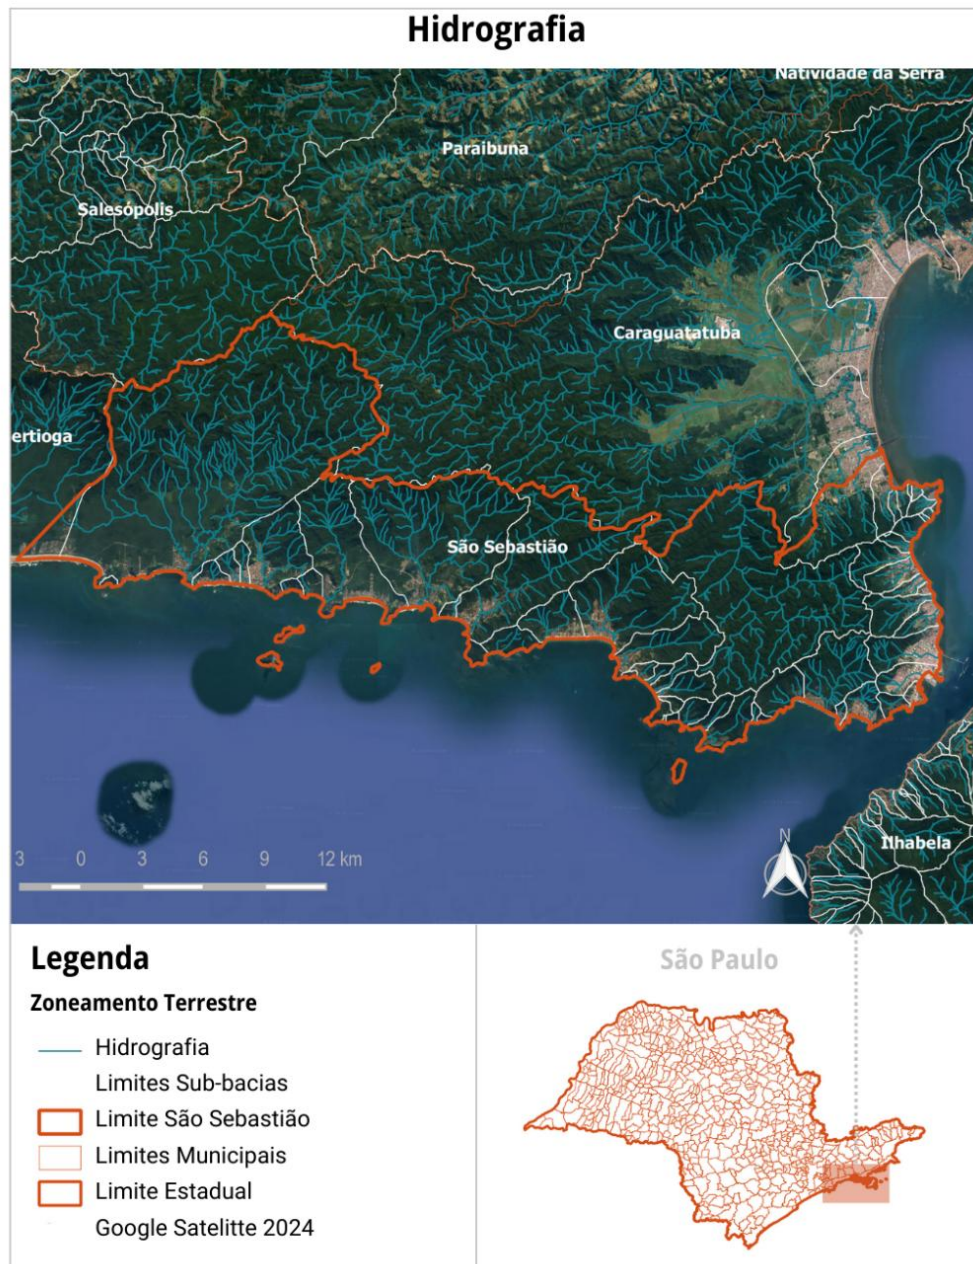 Hidrografia
Natividade da Serra
Paraibuna
Salesópolis
Caraguatatuba
ertioga
São Sebastião
Ilhabela
N
3 0 3 6 9 12 km
Legenda
Zoneamento Terrestre
Hidrografia
Limites Sub-bacias
Limite São Sebastião
Limites Municipais
Limite Estadual
Google Satelitte 2024
São Paulo